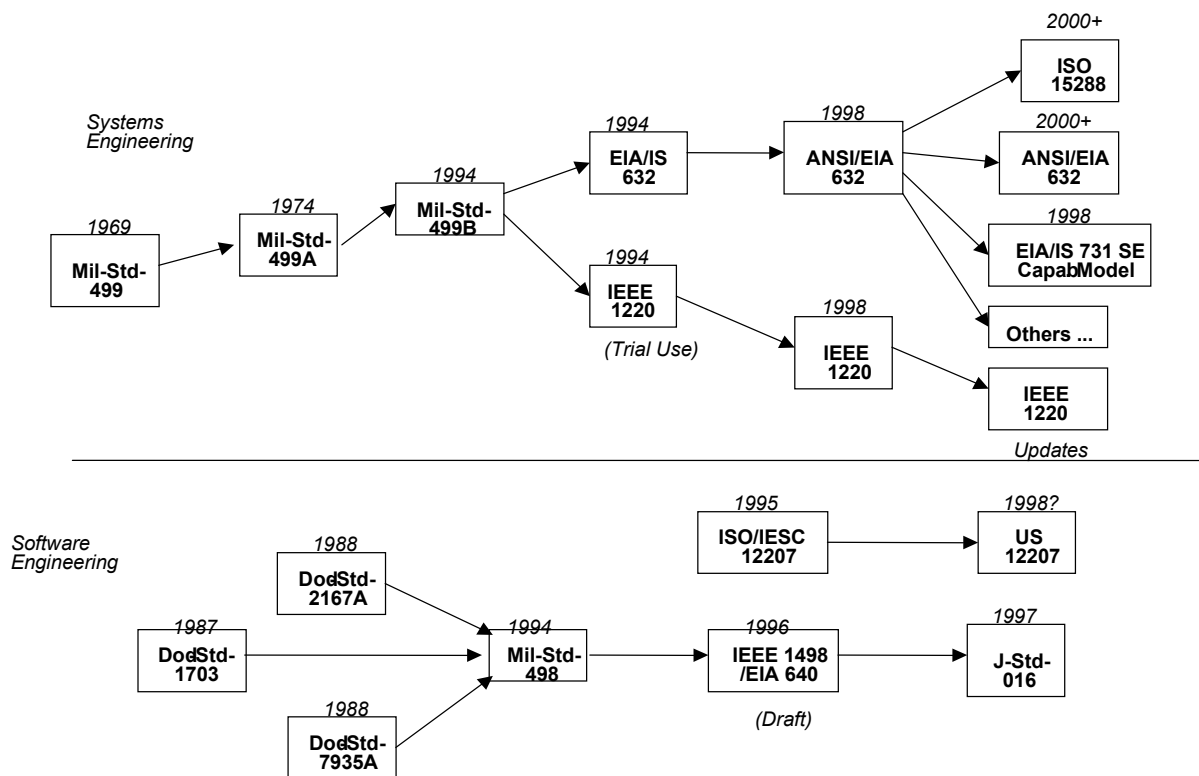 2000+
ISO
15288
Systems
Engineering
1994
EIA/IS
632
1998
ANSI/EIA
632
2000+
ANSI/EIA
632
1969
Mil-Std-
499
1974
Mil-Std-
499A
1994
Mil-Std-
499B
1998
EIA/IS 731 SE
CapabModel
1994
IEEE
1220
(Trial Use)
1998
IEEE
1220
Others ...
IEEE
1220
Updates
Software
Engineering
1995
ISO/IESC
12207
1998?
US
12207
1988
DodStd-
2167A
1987
DodStd-
1703
1994
Mil-Std-
498
1996
IEEE 1498
/EIA 640
(Draft)
1997
J-Std-
016
1988
DodStd-
7935A